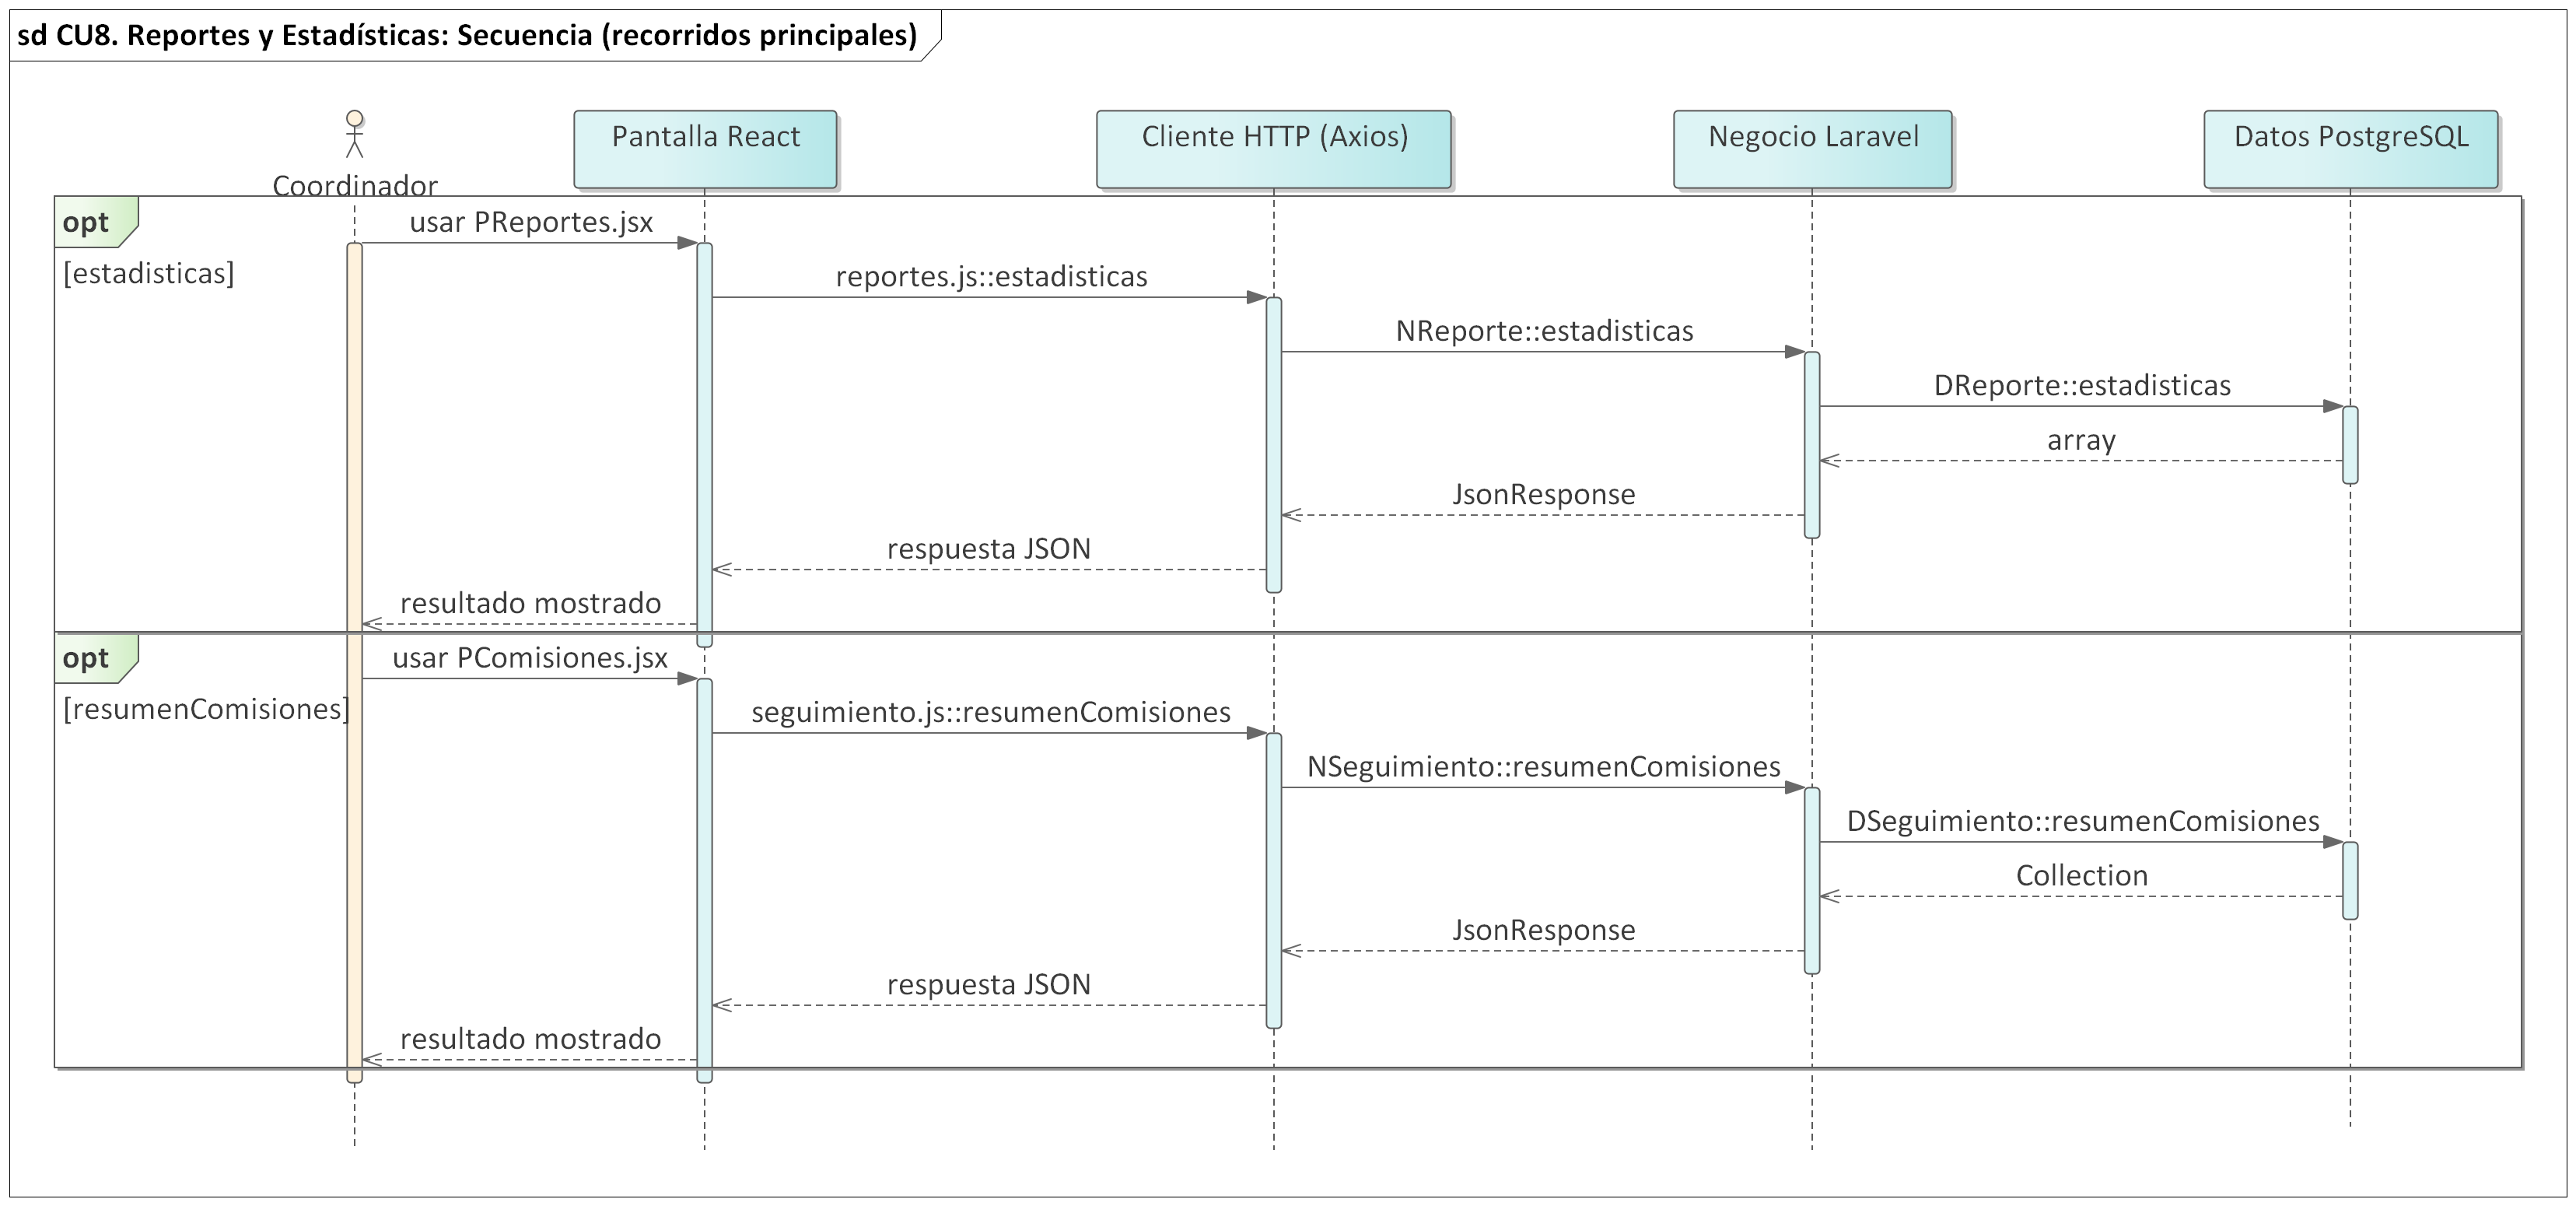 sd CU8. Reportes y Estadísticas: Secuencia (recorridos principales)
Coordinador
Pantalla React
Cliente HTTP (Axios)
Negocio Laravel
Datos PostgreSQL
opt
[estadisticas]
usar PReportes.jsx
reportes.js::estadisticas
NReporte::estadisticas
DReporte::estadisticas
array
JsonResponse
respuesta JSON
resultado mostrado
opt
[resumenComisiones]
usar PComisiones.jsx
seguimiento.js::resumenComisiones
NSeguimiento::resumenComisiones
DSeguimiento::resumenComisiones
Collection
JsonResponse
respuesta JSON
resultado mostrado